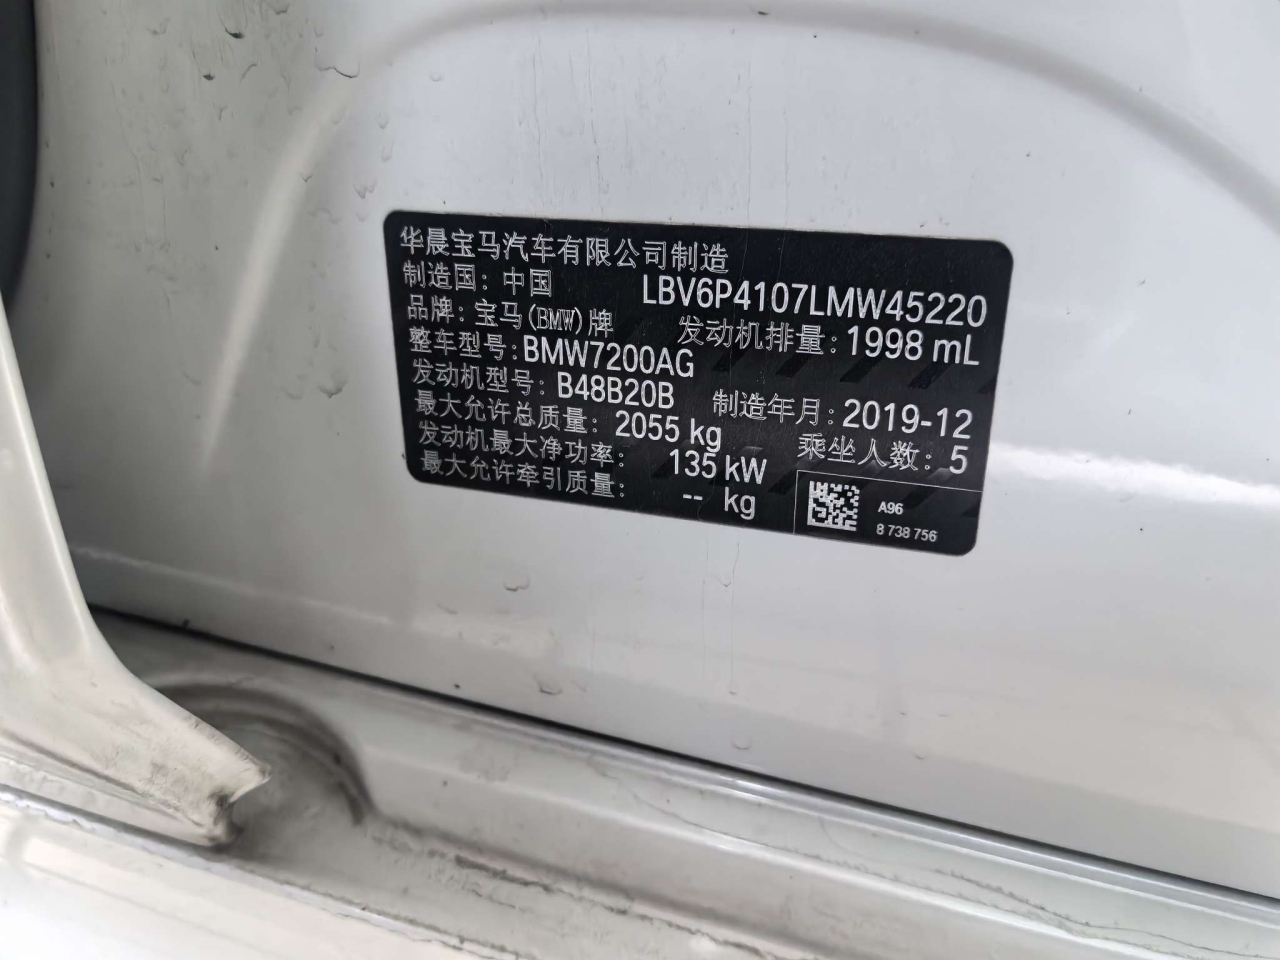 华晨宝马汽车有限公司制造
制造国：中国 LBV6P4107LMW45220
品牌：宝马(BMW)牌 发动机排量：1998 mL
整车型号：BMW7200AG
发动机型号：B48B20B 制造年月：2019-12
最大允许总质量：2055 kg 乘坐人数：5
发动机最大净功率：135 kW
最大允许牵引质量：-- kg
A96
8 738 756